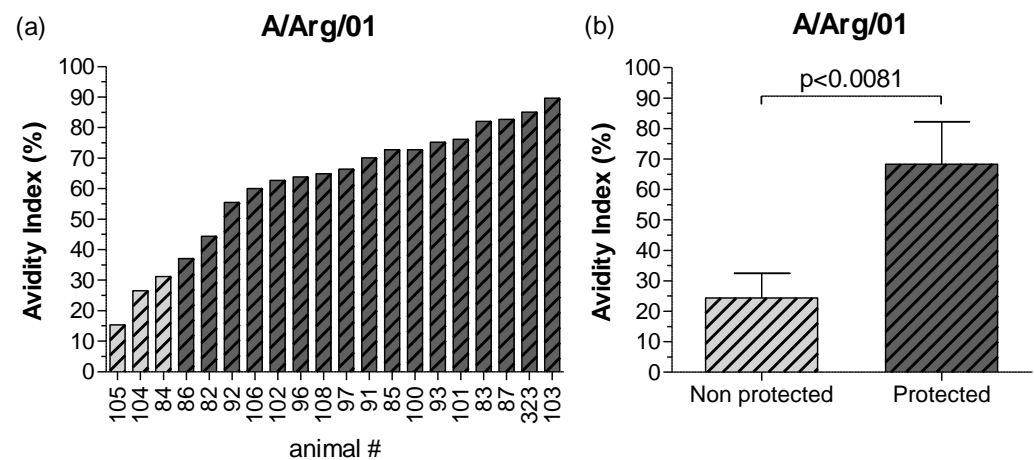 (a)
A/Arg/01
Avidity Index (%)
100
90
80
70
60
50
40
30
20
10
0
105 104 84 86 82 92 106 102 96 108 97 91 85 100 93 101 83 87 323 103
animal #
(b)
A/Arg/01
Avidity Index (%)
100
90
80
70
60
50
40
30
20
10
0
p<0.0081
Non protected Protected